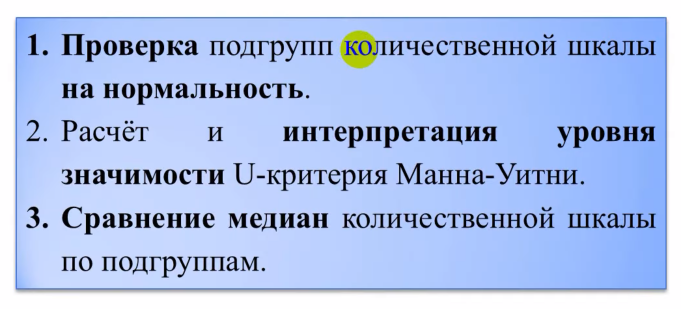 1. Проверка подгрупп количественной шкалы
на нормальность.
2. Расчёт и интерпретация уровня
значимости U-критерия Манна-Уитни.
3. Сравнение медиан количественной шкалы
по подгруппам.